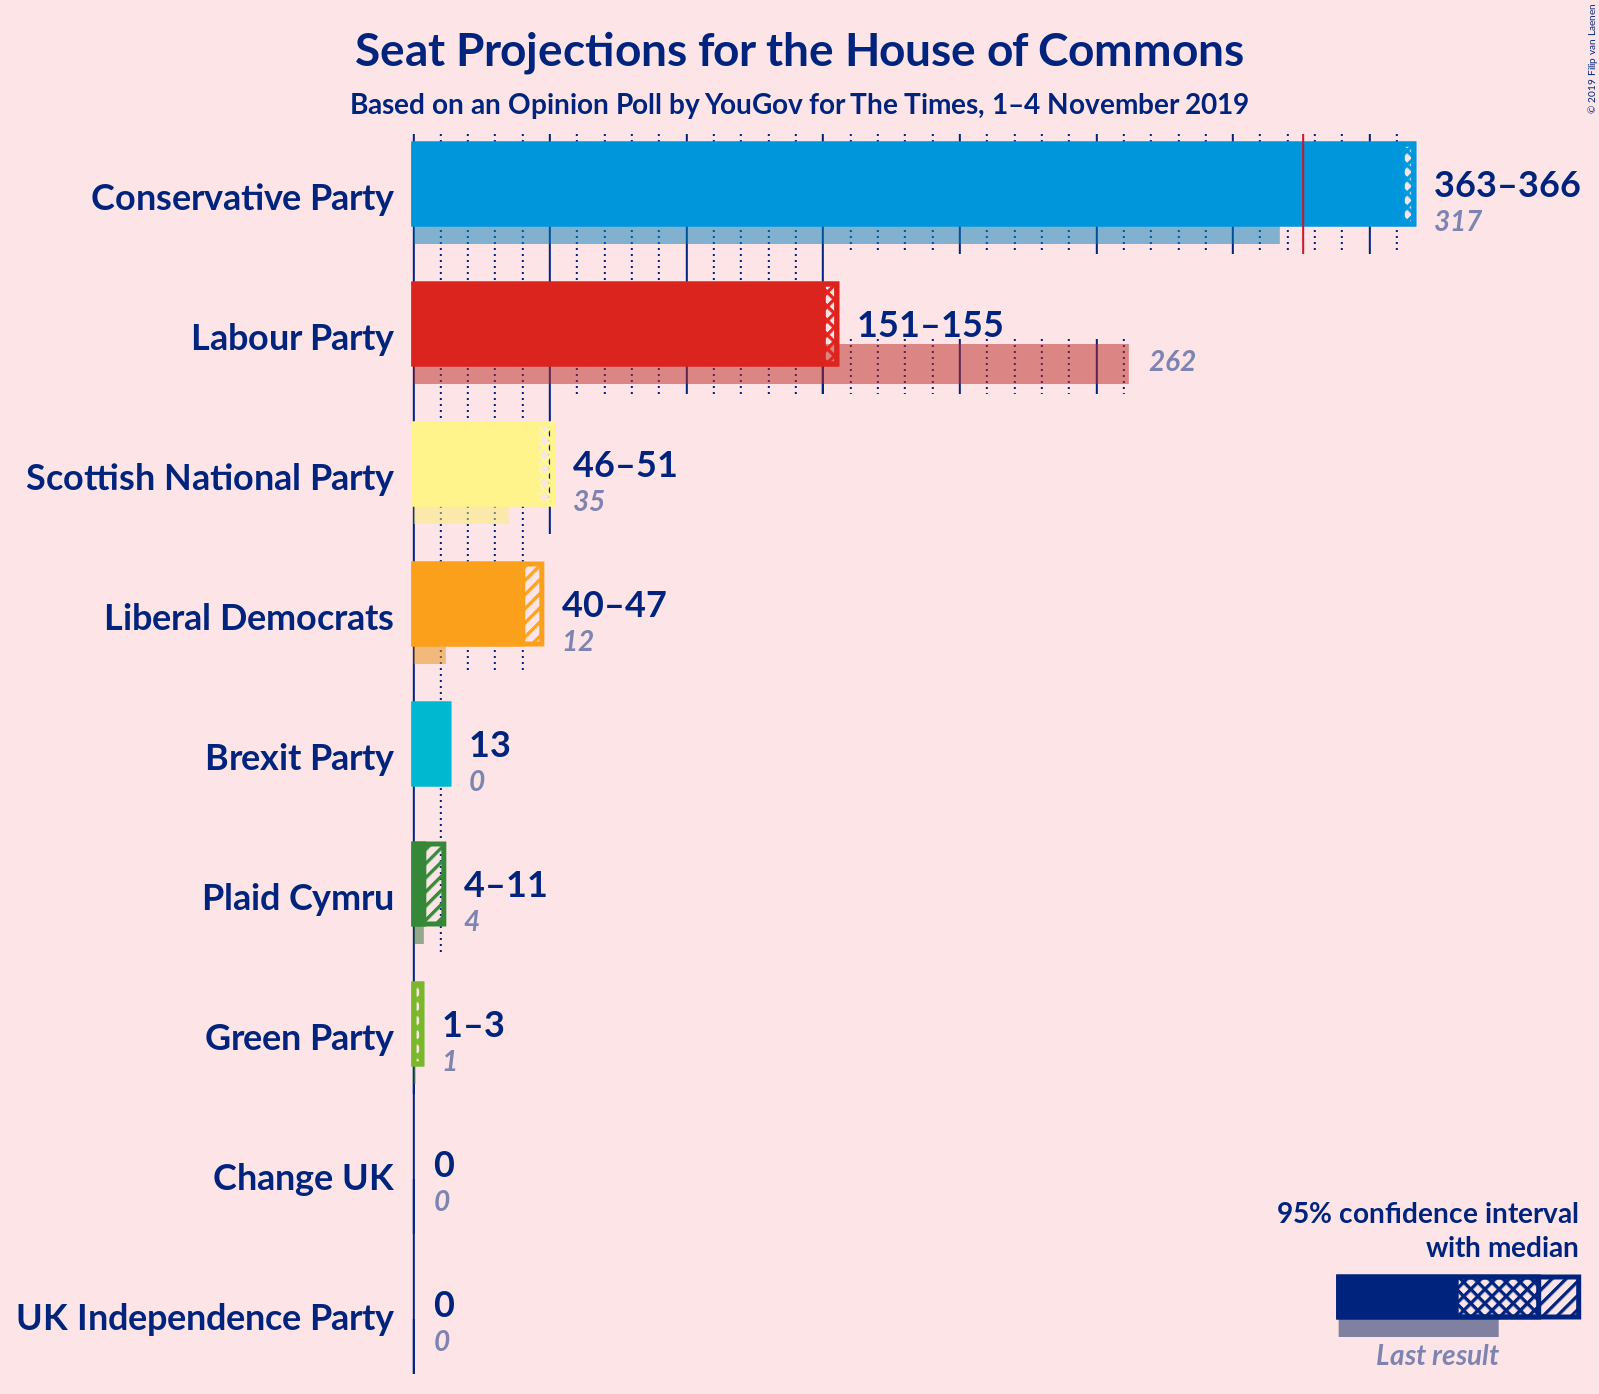 Seat Projections for the House of Commons
Based on an Opinion Poll by YouGov for The Times, 1–4 November 2019
© 2019 Filip van Laenen
Conservative Party
363–366
317
Labour Party
151–155
262
Scottish National Party
46–51
35
Liberal Democrats
40–47
12
Brexit Party
13
0
Plaid Cymru
4–11
4
Green Party
1–3
1
Change UK
0
0
UK Independence Party
0
0
95% confidence interval
with median
Last result